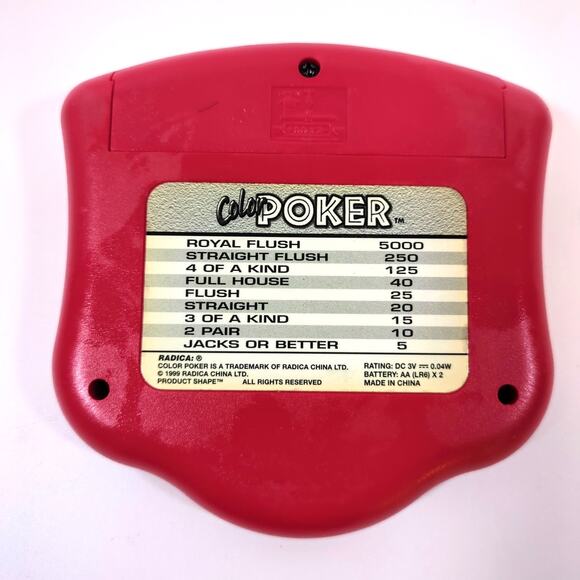 Color POKER™
ROYAL FLUSH 5000
STRAIGHT FLUSH 250
4 OF A KIND 125
FULL HOUSE 40
FLUSH 25
STRAIGHT 20
3 OF A KIND 15
2 PAIR 10
JACKS OR BETTER 5
RADICA: ®
COLOR POKER IS A TRADEMARK OF RADICA CHINA LTD.
© 1999 RADICA CHINA LTD.
PRODUCT SHAPE™ ALL RIGHTS RESERVED
RATING: DC 3V ⎓ 0.04W
BATTERY: AA (LR6) X 2
MADE IN CHINA